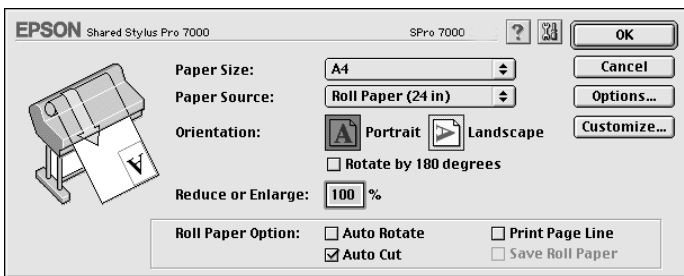 EPSON Shared Stylus Pro 7000 SPro 7000 ? OK
Paper Size: A4 Cancel
Paper Source: Roll Paper (24 in) Options...
Orientation: A Portrait A Landscape Customize...
Rotate by 180 degrees
Reduce or Enlarge: 100 %
A
Roll Paper Option: Auto Rotate Print Page Line
Auto Cut Save Roll Paper